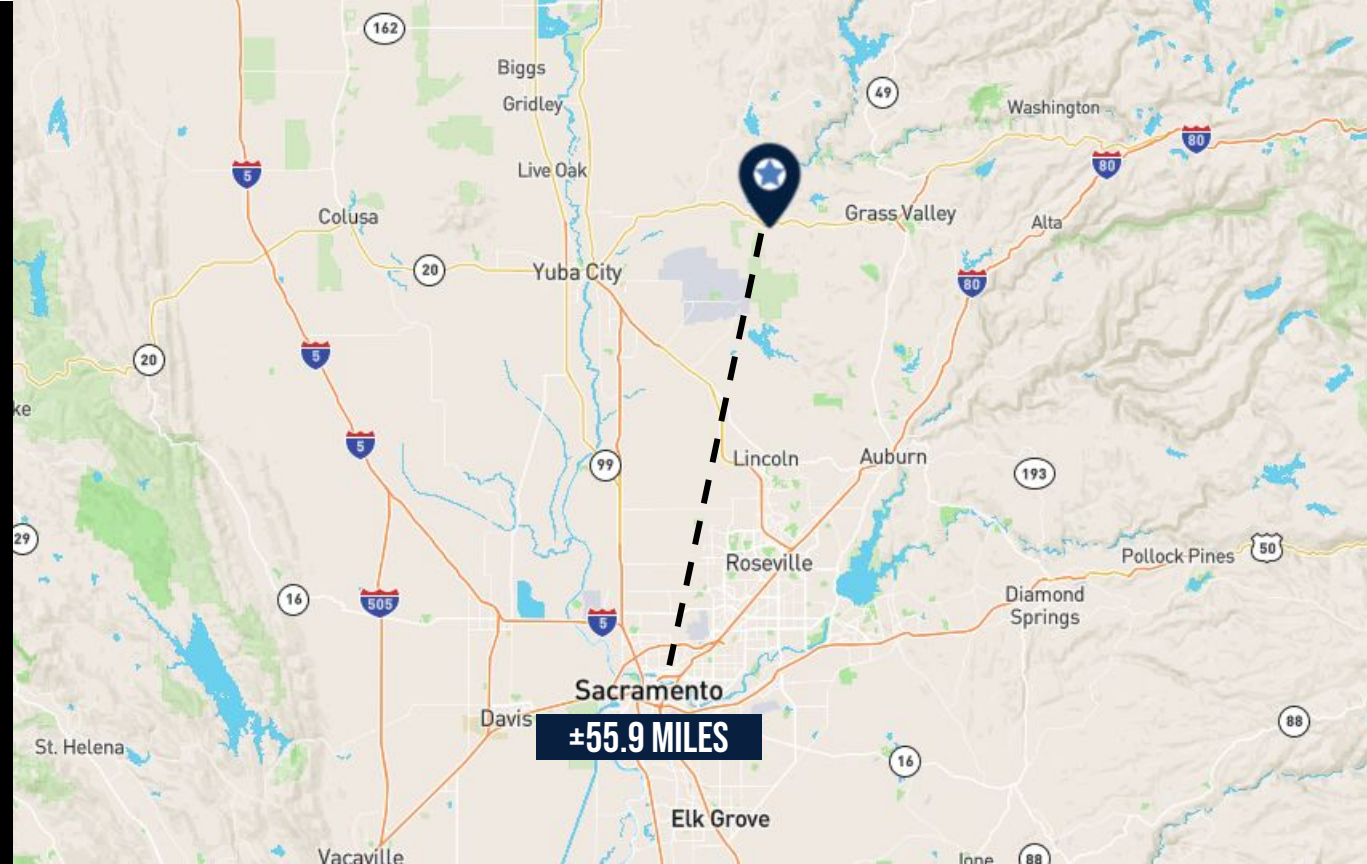 162
Biggs
49
Gridley
Washington
80
80
5
Live Oak
Colusa
Grass Valley
Alta
20
Yuba City
80
5
20
ke
5
99
Lincoln
Auburn
193
29
Roseville
Pollock Pines
50
16
505
5
Diamond
Springs
Sacramento
Davis
±55.9 MILES
88
St. Helena
16
Elk Grove
Vacaville
Ione
88